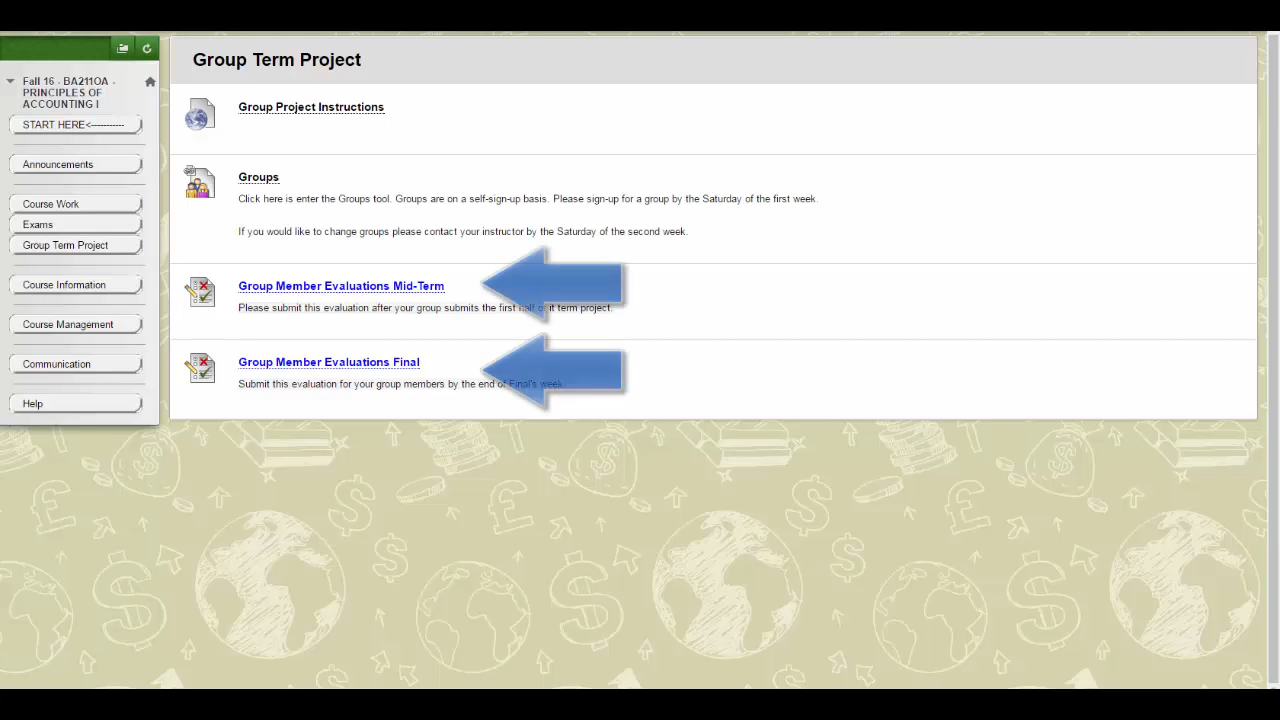 Group Term Project
Fall 16 - BA211OA -
PRINCIPLES OF
ACCOUNTING I
START HERE<-----------
Announcements
Course Work
Exams
Group Term Project
Course Information
Course Management
Communication
Help
Group Project Instructions
Groups
Click here is enter the Groups tool. Groups are on a self-sign-up basis. Please sign-up for a group by the Saturday of the first week.
If you would like to change groups please contact your instructor by the Saturday of the second week.
Group Member Evaluations Mid-Term
Please submit this evaluation after your group submits the first half of it term project.
Group Member Evaluations Final
Submit this evaluation for your group members by the end of Final's week.